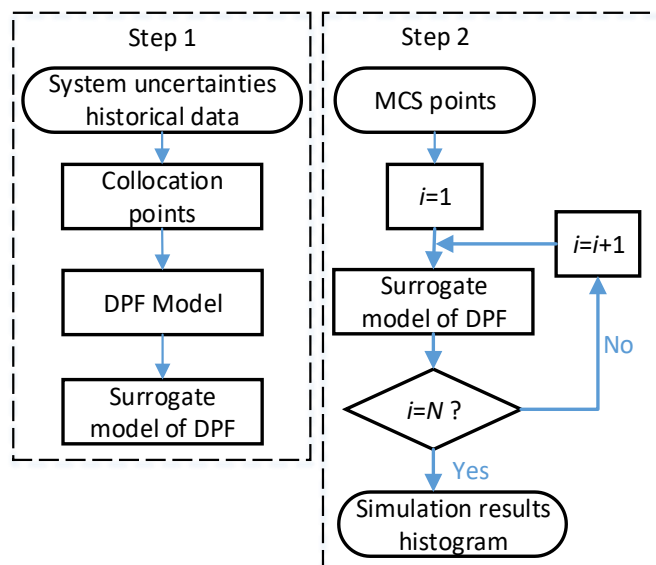 Step 1
System uncertainties
historical data
Collocation
points
DPF Model
Surrogate
model of DPF
Step 2
MCS points
i=1
i=i+1
Surrogate
model of DPF
No
i=N ?
Yes
Simulation results
histogram